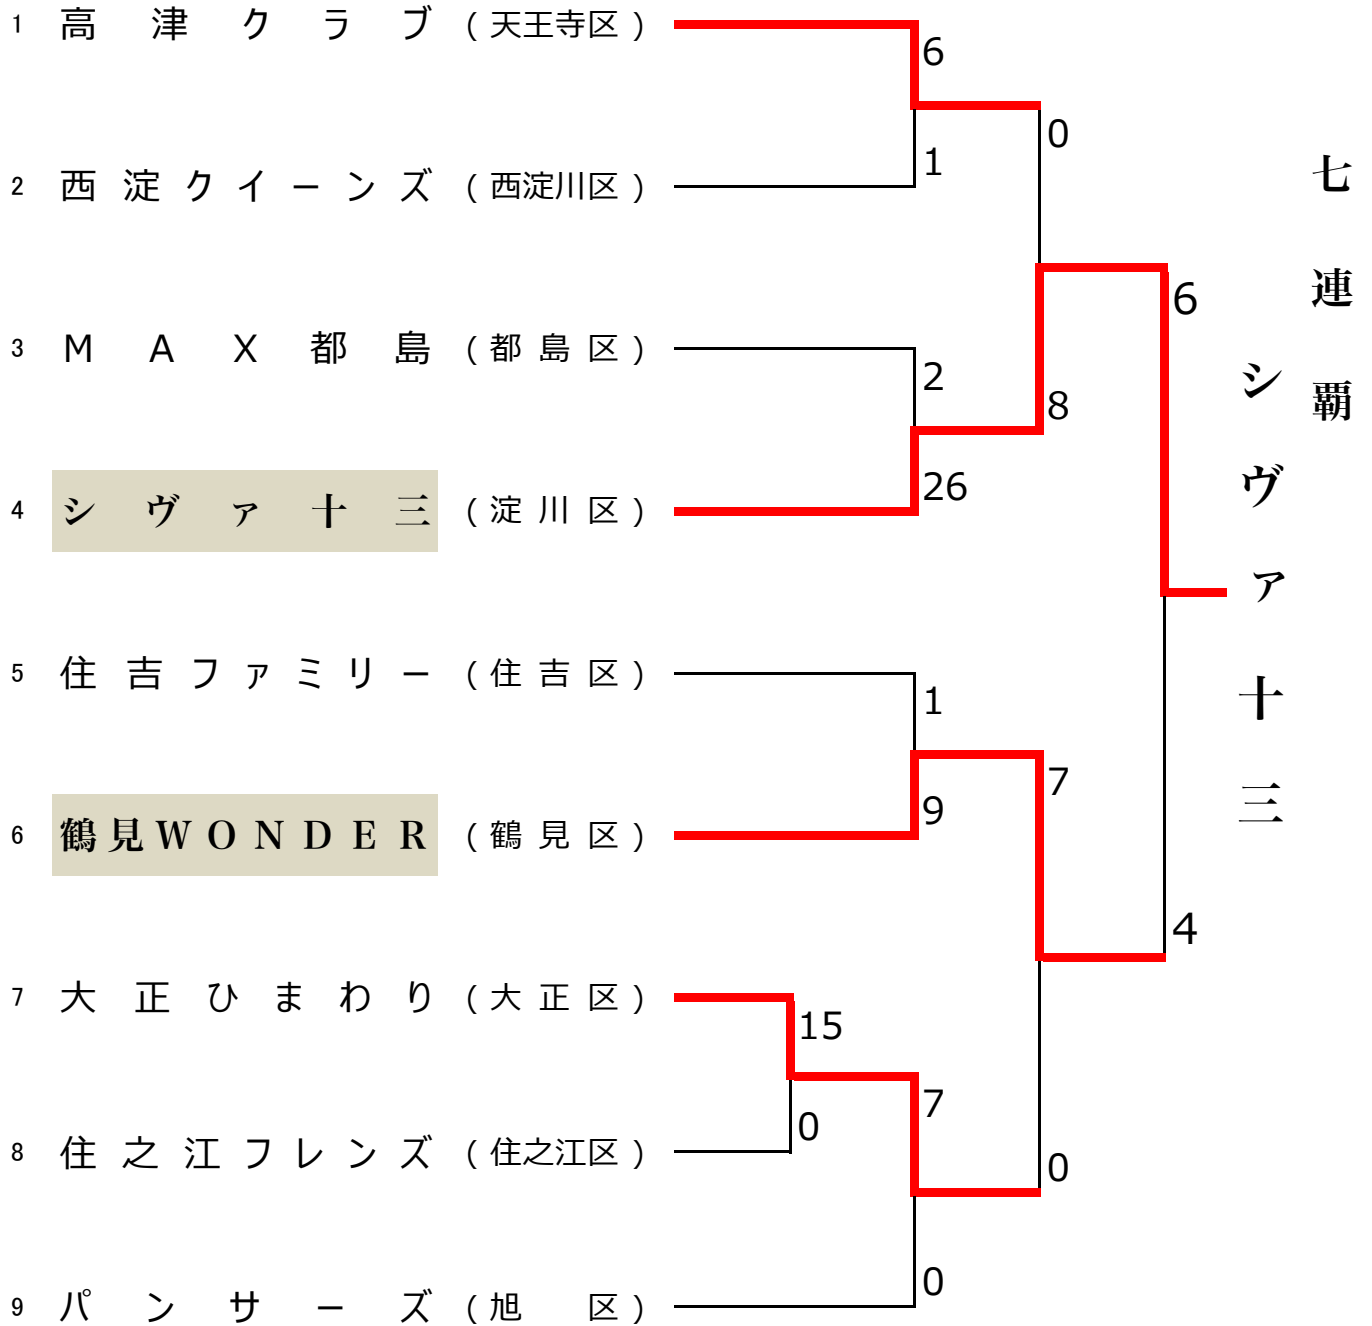 1 高津クラブ (天王寺区)
6
0
1
2 西淀クイーンズ (西淀川区)
6
3 MAX都島 (都島区)
2
8
26
4 シヴァ十三 (淀川区)
5 住吉ファミリー (住吉区)
1
7
9
6 鶴見WONDER (鶴見区)
4
7 大正ひまわり (大正区)
15
7
0
8 住之江フレンズ (住之江区)
0
0
9 パンサーズ (旭区)
七連覇
シヴァ十三